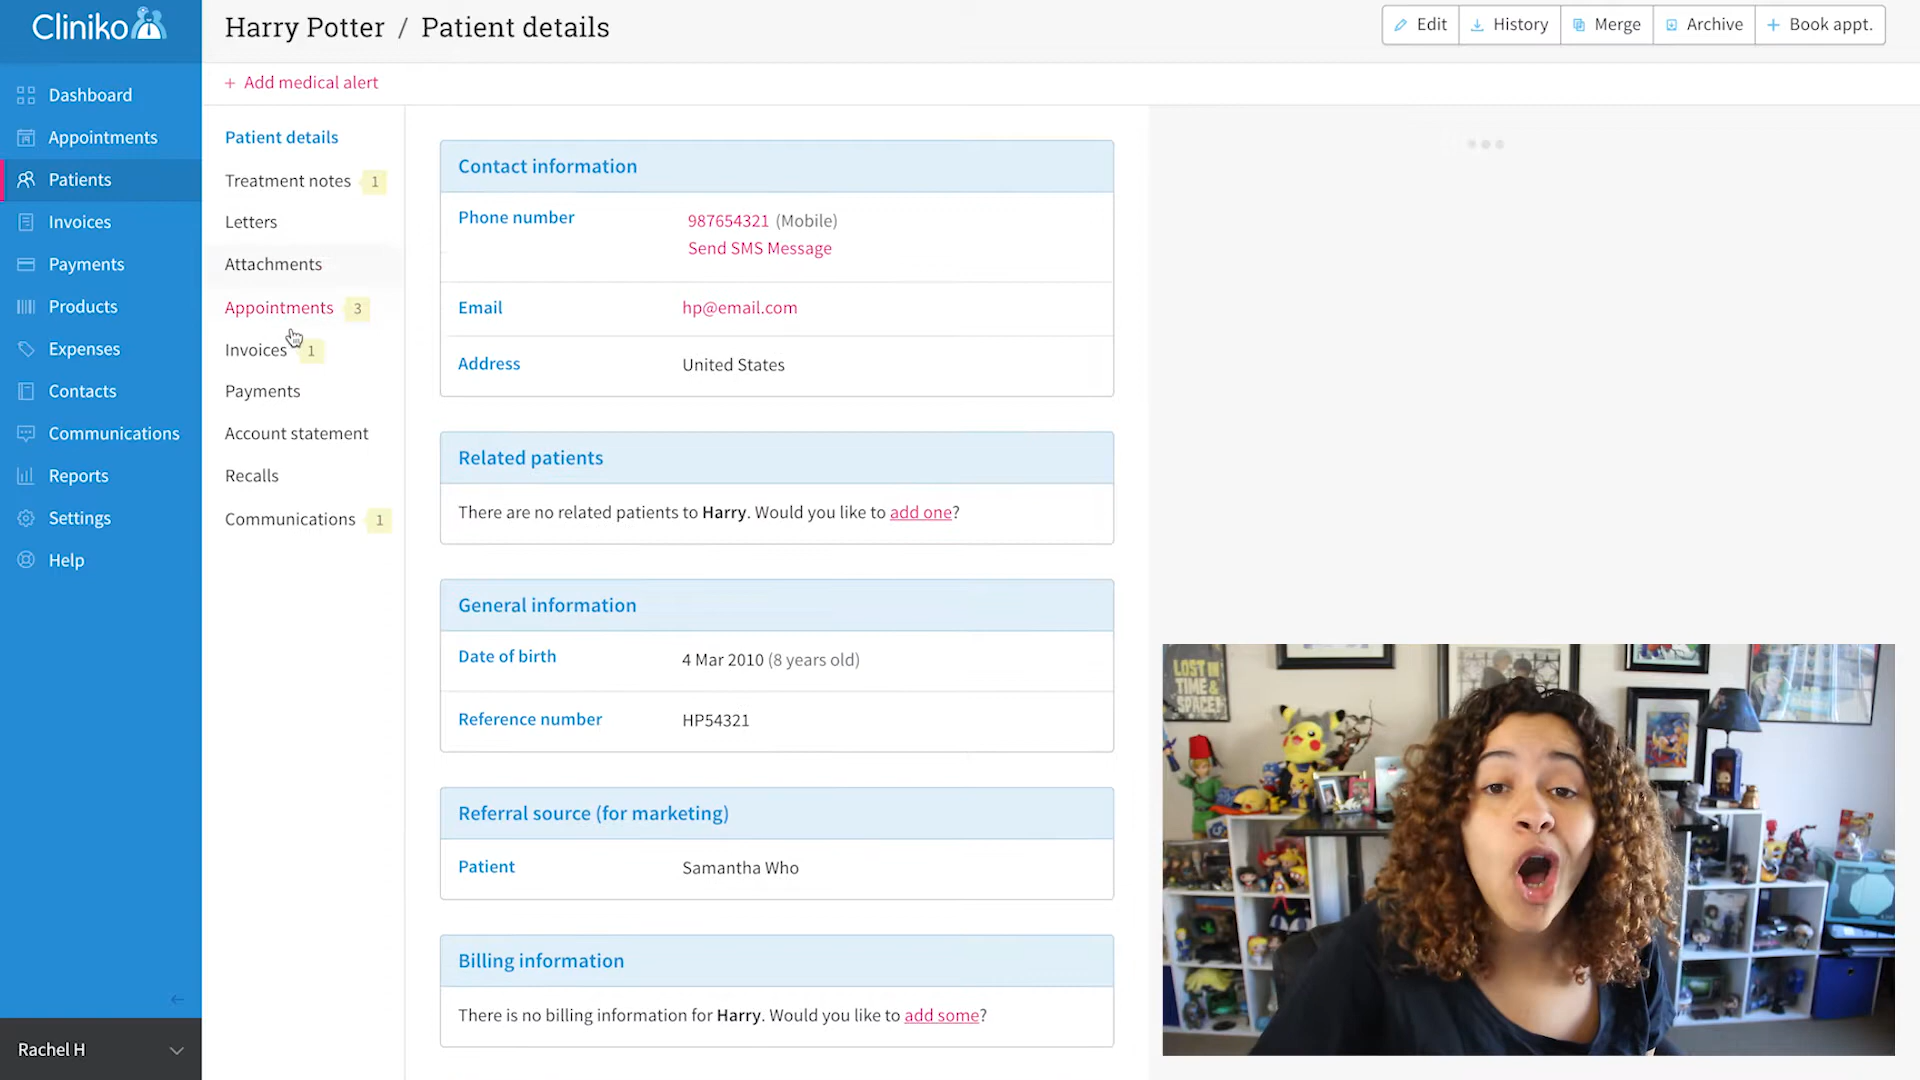 Cliniko
Harry Potter / Patient details
Edit
History
Merge
Archive
+ Book appt.
+ Add medical alert
Dashboard
Appointments
Patients
Invoices
Payments
Products
Expenses
Contacts
Communications
Reports
Settings
Help
Rachel H
Patient details
Treatment notes 1
Letters
Attachments
Appointments 3
Invoices 1
Payments
Account statement
Recalls
Communications 1
Contact information
Phone number 987654321 (Mobile)
Send SMS Message
Email hp@email.com
Address United States
Related patients
There are no related patients to Harry. Would you like to add one?
General information
Date of birth 4 Mar 2010 (8 years old)
Reference number HP54321
Referral source (for marketing)
Patient Samantha Who
Billing information
There is no billing information for Harry. Would you like to add some?
LOST IN
TIME &
SPACE